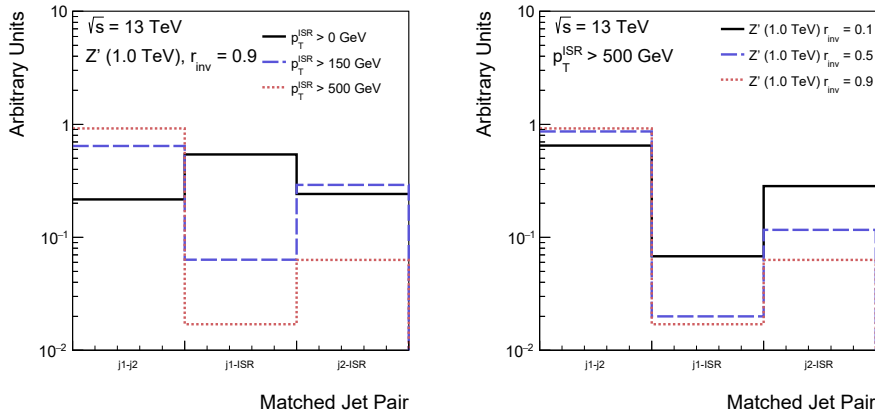 √s = 13 TeV
Z' (1.0 TeV), r_inv = 0.9
p_T^ISR > 0 GeV
p_T^ISR > 150 GeV
p_T^ISR > 500 GeV
Arbitrary Units
10
1
10⁻¹
10⁻²
j1-j2
j1-ISR
j2-ISR
Matched Jet Pair
√s = 13 TeV
p_T^ISR > 500 GeV
Z' (1.0 TeV) r_inv = 0.1
Z' (1.0 TeV) r_inv = 0.5
Z' (1.0 TeV) r_inv = 0.9
Arbitrary Units
10
1
10⁻¹
10⁻²
j1-j2
j1-ISR
j2-ISR
Matched Jet Pair